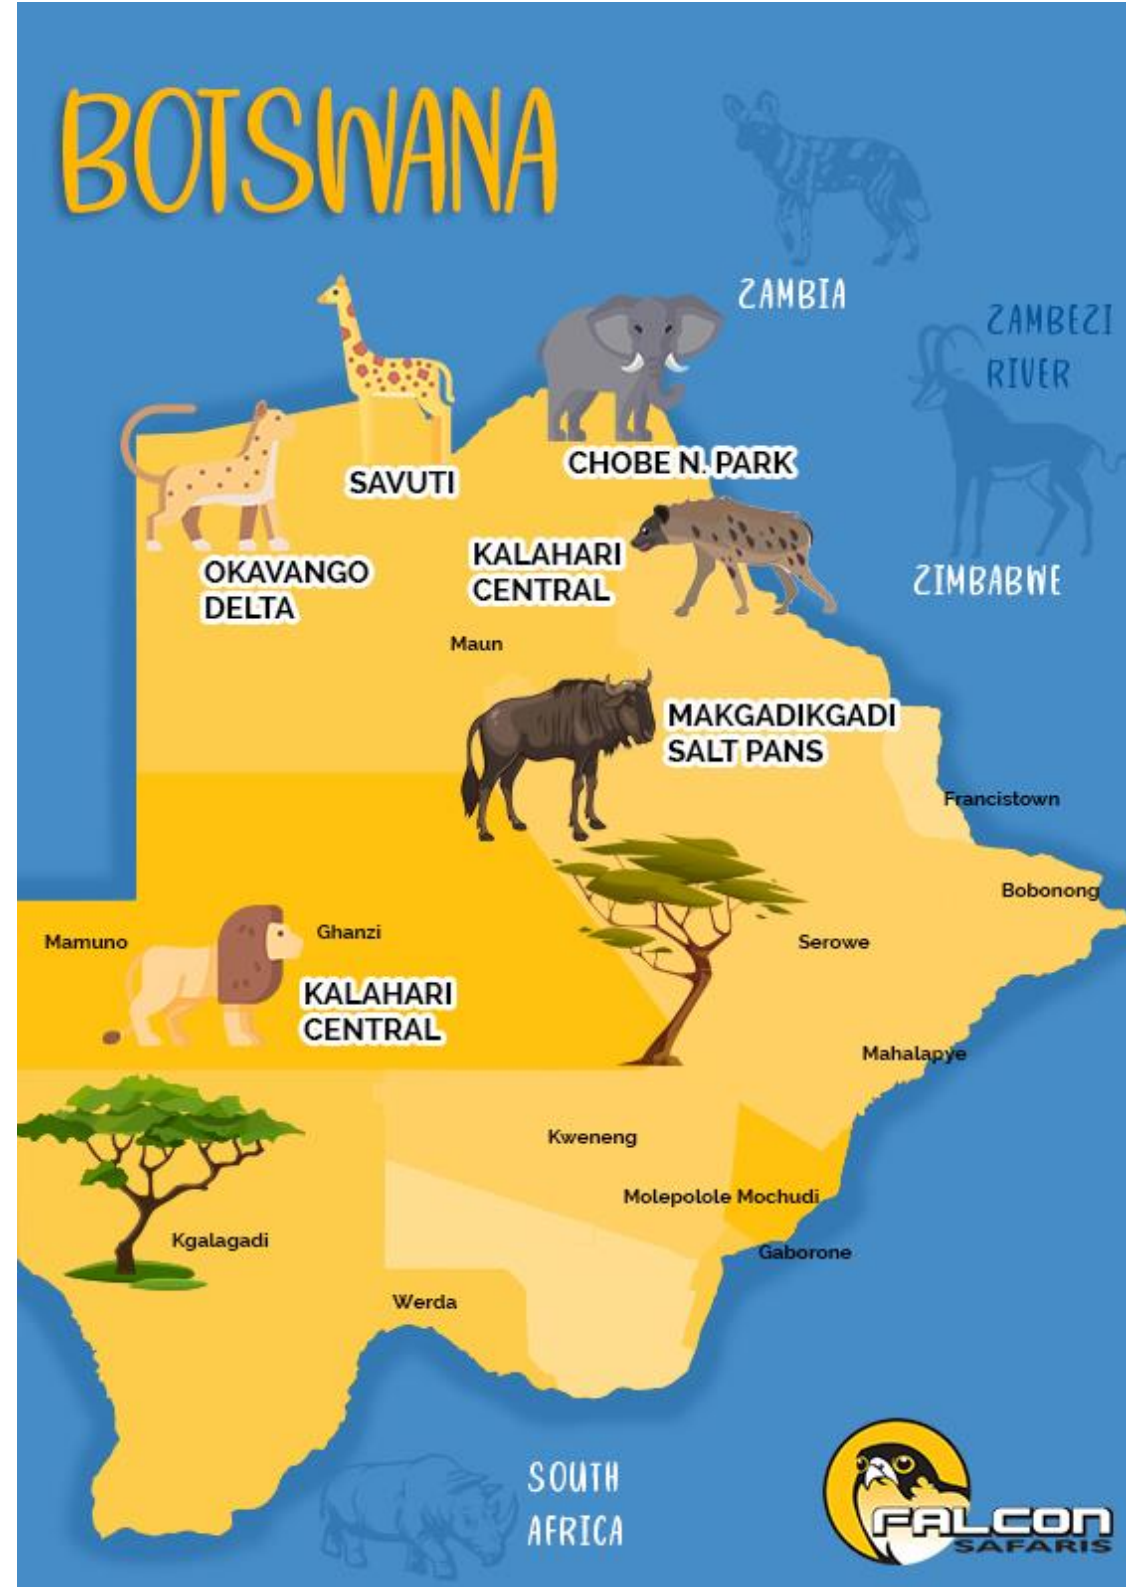 BOTSWANA
ZAMBIA
ZAMBEZI
RIVER
SAVUTI
CHOBE N. PARK
KALAHARI
CENTRAL
OKAVANGO
DELTA
ZIMBABWE
Maun
MAKGADIKGADI
SALT PANS
Francistown
Bobonong
Mamuno
Ghanzi
Serowe
KALAHARI
CENTRAL
Mahalapye
Kweneng
Molepolole Mochudi
Kgalagadi
Gaborone
Werda
SOUTH
AFRICA
FALCON
SAFARIS